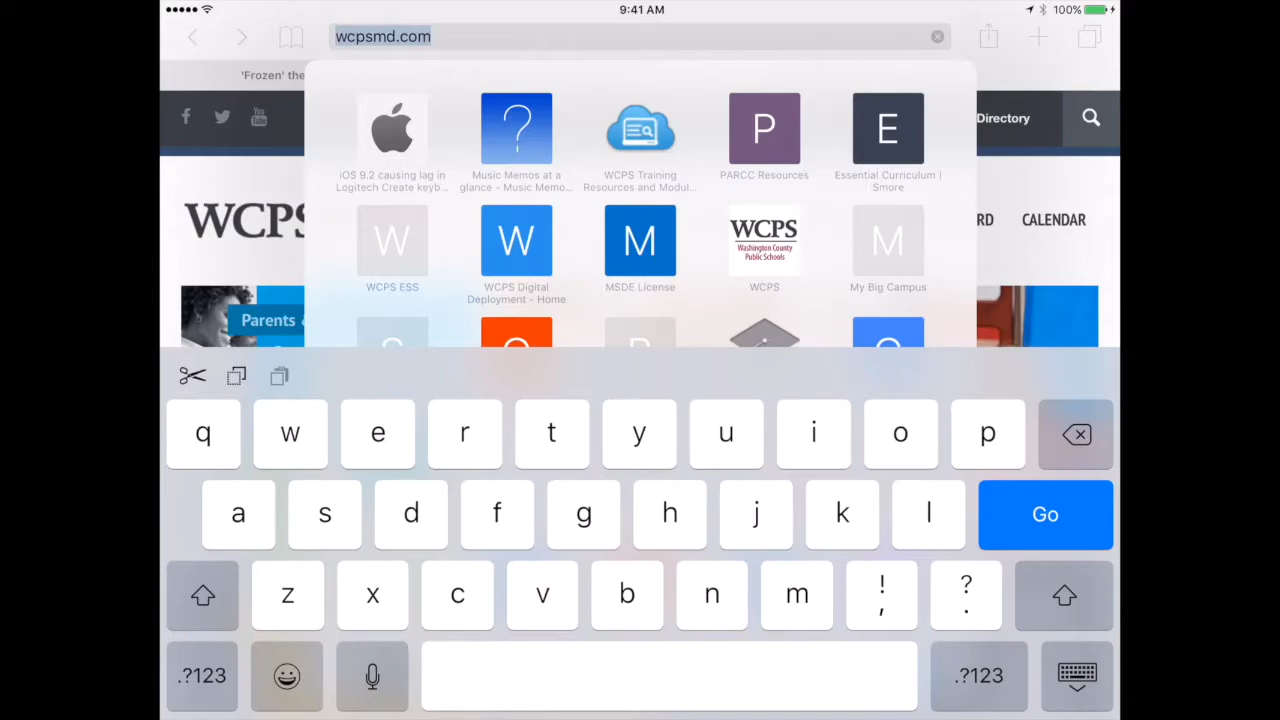 9:41 AM
100%
wcpsmd.com
'Frozen' the
You
Tube
Directory
WCPS
RD
CALENDAR
Parents &
?
P
E
iOS 9.2 causing lag in
Logitech Create keyb...
Music Memos at a
glance - Music Memo...
WCPS Training
Resources and Modul...
PARCC Resources
Essential Curriculum |
Smore
W
W
M
WCPS
Washington County
Public Schools
M
WCPS ESS
WCPS Digital
Deployment - Home
MSDE License
WCPS
My Big Campus
q w e r t y u i o p
a s d f g h j k l Go
z x c v b n m ! , ? .
.?123 .?123